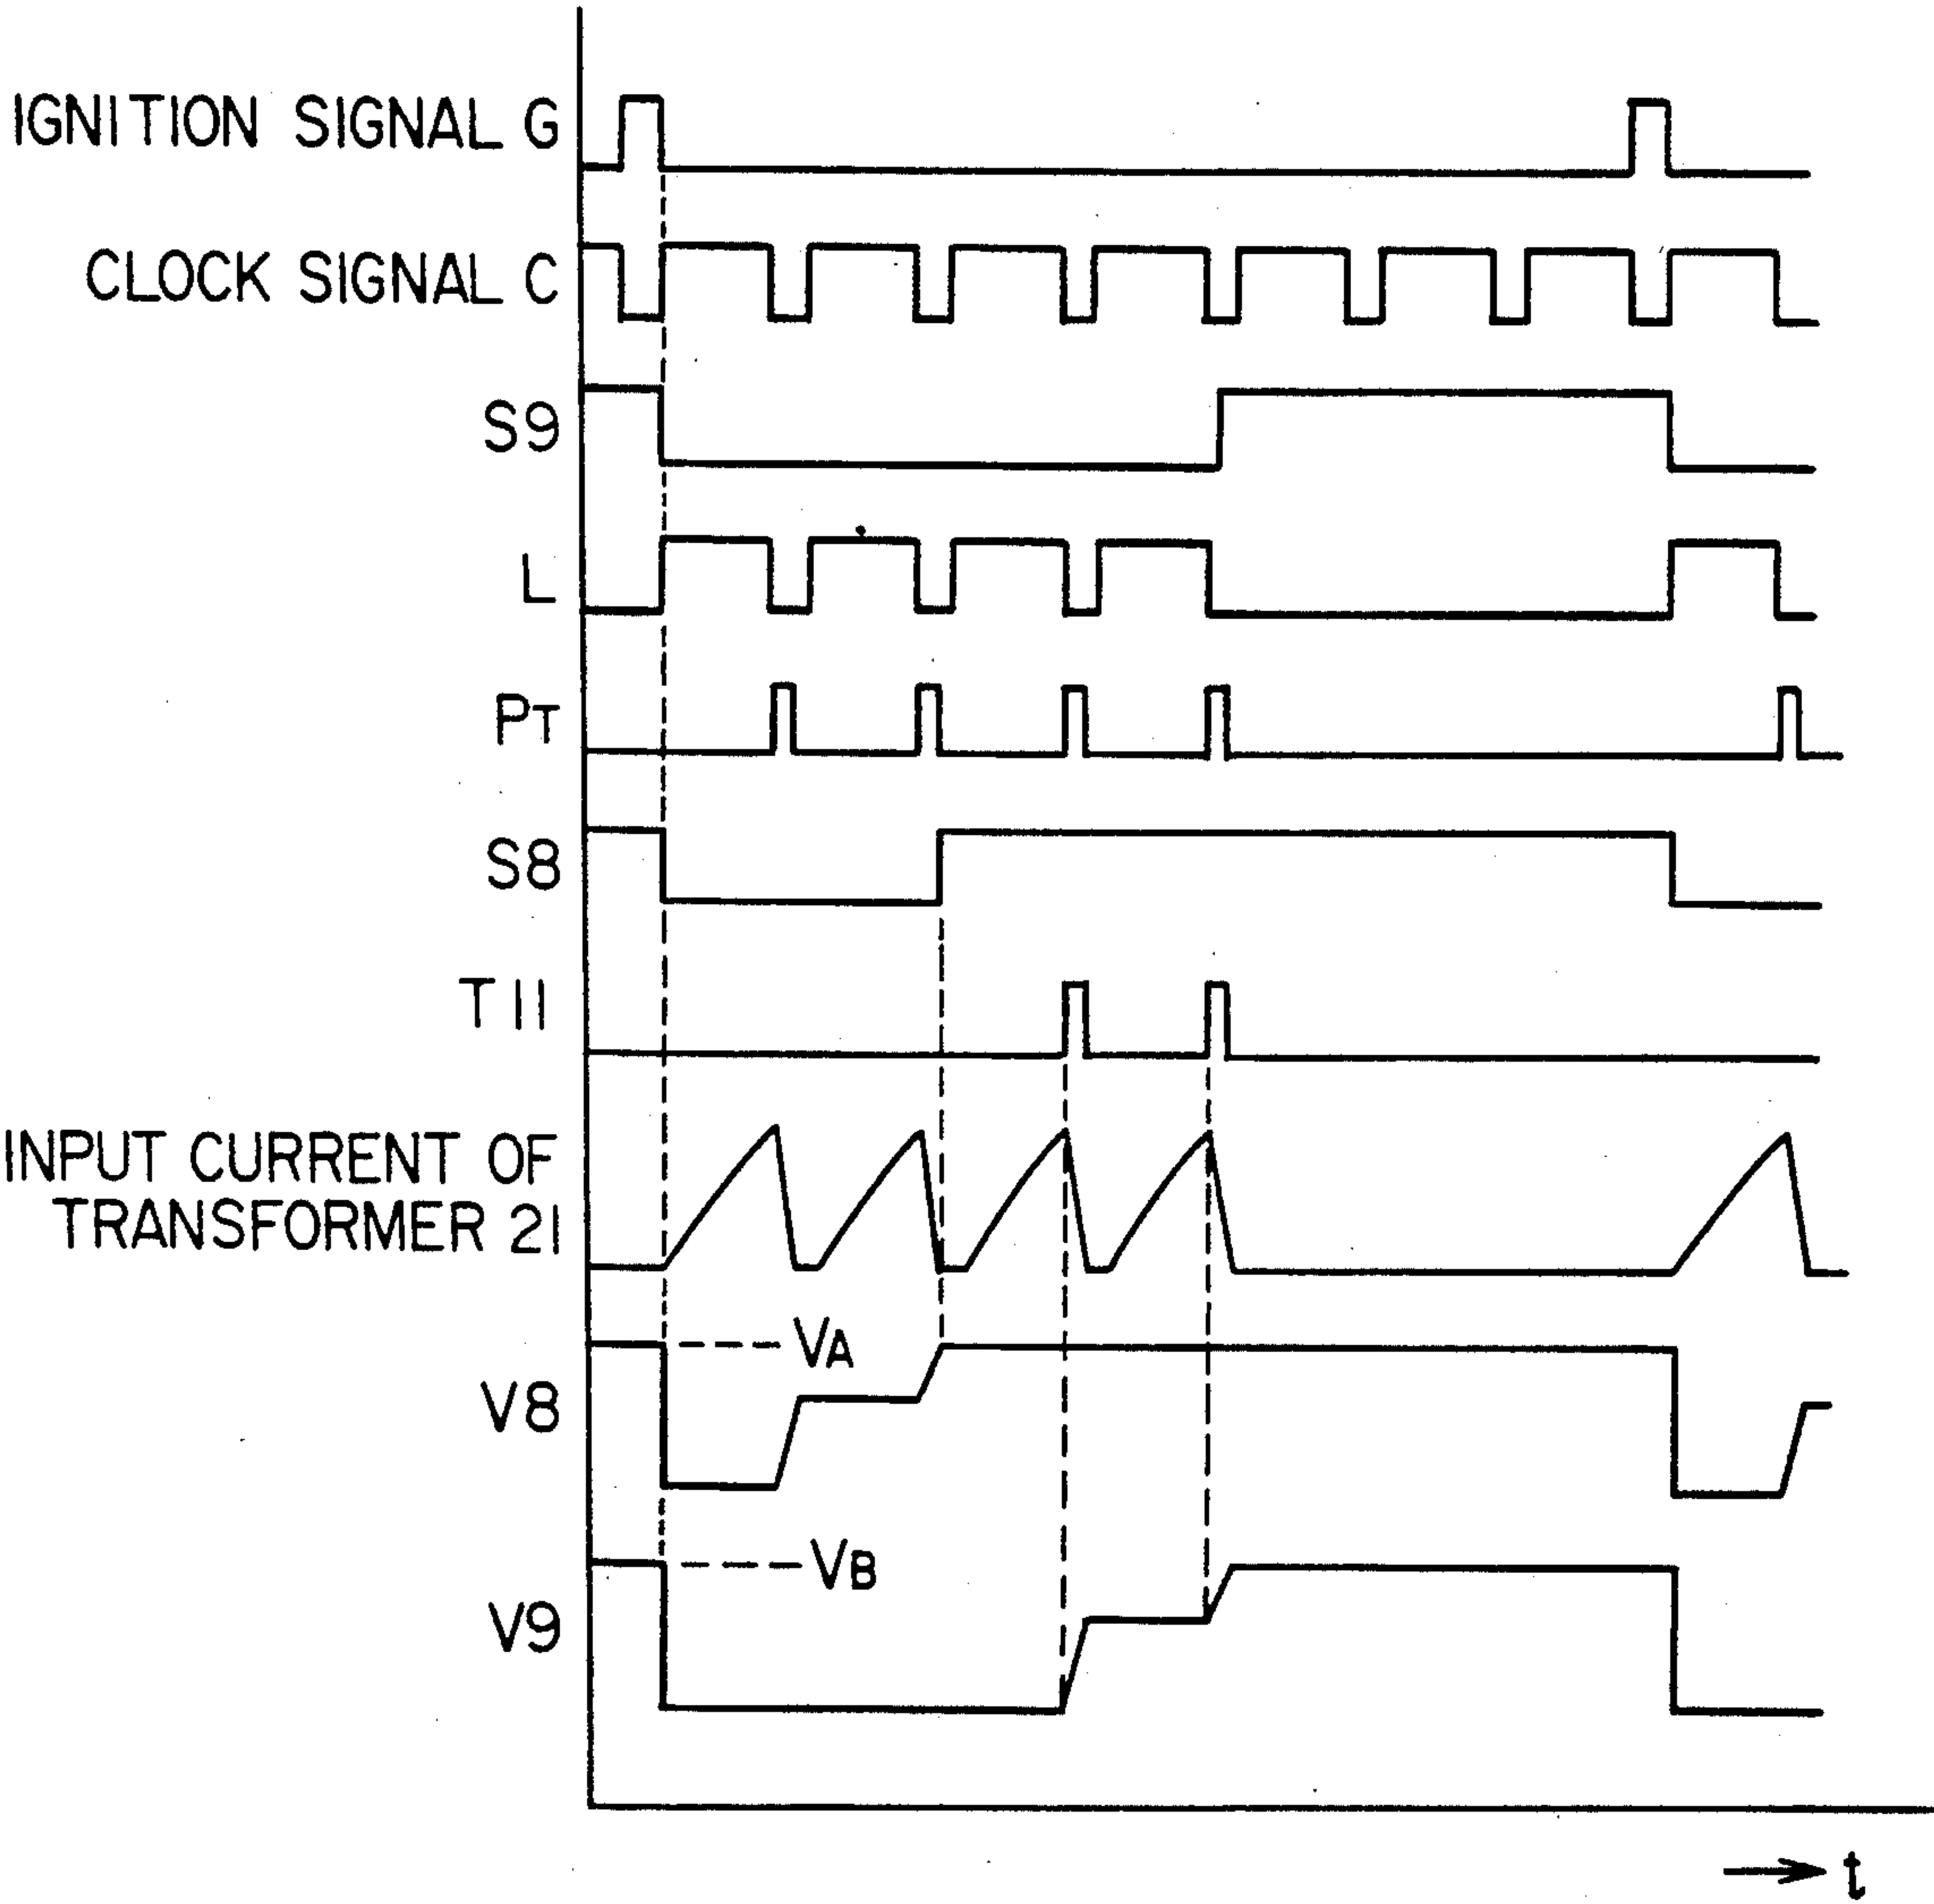 IGNITION SIGNAL G
CLOCK SIGNAL C
S9
L
PT
S8
T11
INPUT CURRENT OF
TRANSFORMER 21
VA
V8
VB
V9
t